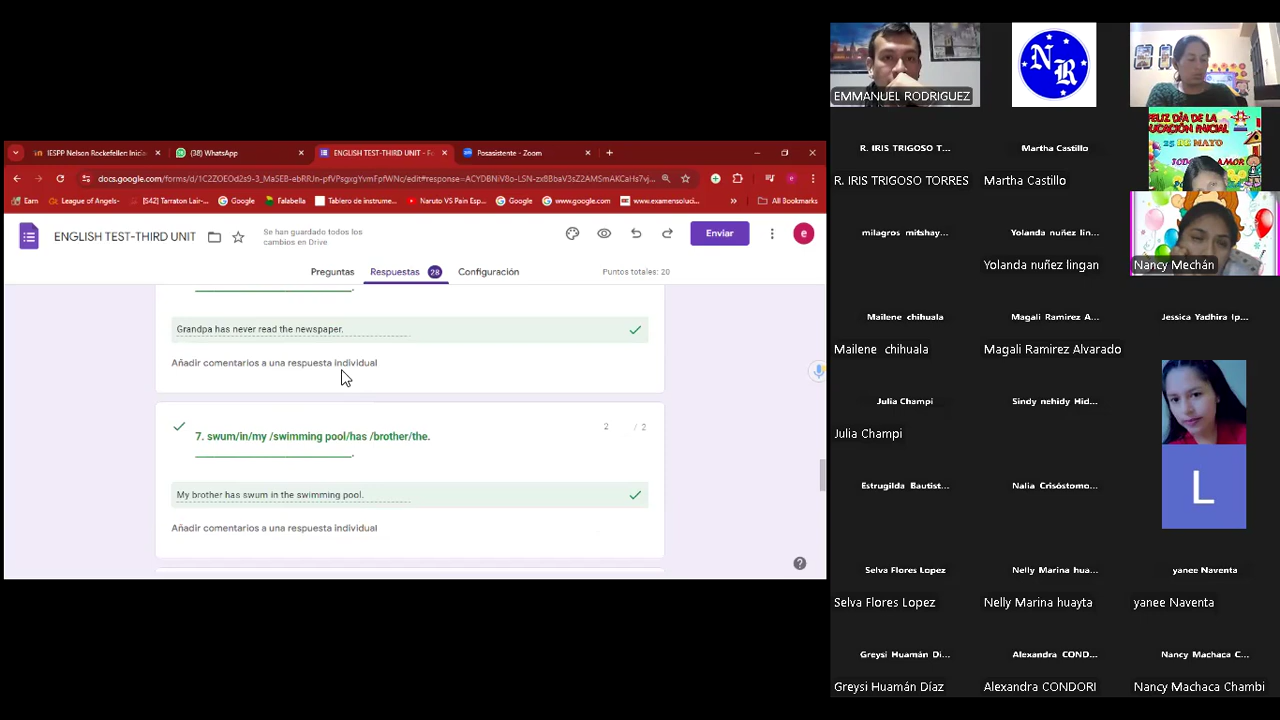 IESPP Nelson Rockefeller: Inicia
(38) WhatsApp
ENGLISH TEST-THIRD UNIT - Fo
Posasistente - Zoom
docs.google.com/forms/d/1C2ZOEOd2s9-3_Ma5EB-ebRRJn-pfVPsgxgYvmFpfWNc/edit#response=ACYDBNiV8o-LSN-zxBBbaV3sZ2AMSmAKCaHs7vj...
Earn
League of Angels-
[S42] Tarraton Lair-...
Google
Falabella
Tablero de instrume...
Naruto VS Pain Esp...
Google
www.google.com
www.examensoluci...
All Bookmarks
ENGLISH TEST-THIRD UNIT
Se han guardado todos los
cambios en Drive
Enviar
e
Preguntas
Respuestas 28
Configuración
Puntos totales: 20
Grandpa has never read the newspaper.
Añadir comentarios a una respuesta individual
7. swum/in/my /swimming pool/has /brother/the.
2 / 2
My brother has swum in the swimming pool.
Añadir comentarios a una respuesta individual
EMMANUEL RODRIGUEZ
NR
FELIZ DÍA DE LA
EDUCACIÓN INICIAL
25 DE MAYO
R. IRIS TRIGOSO T...
R. IRIS TRIGOSO TORRES
Martha Castillo
Martha Castillo
milagros mitshay...
Yolanda nuñez lin...
Yolanda nuñez lingan
Nancy Mechán
Mailene chihuala
Mailene chihuala
Magali Ramirez A...
Magali Ramirez Alvarado
Jessica Yadhira Ip...
Julia Champi
Julia Champi
Sindy nehidy Hid...
Estrugilda Bautist...
Nalia Crisóstomo...
L
Selva Flores Lopez
Selva Flores Lopez
Nelly Marina hua...
Nelly Marina huayta
yanee Naventa
yanee Naventa
Greysi Huamán Di...
Greysi Huamán Díaz
Alexandra COND...
Alexandra CONDORI
Nancy Machaca C...
Nancy Machaca Chambi